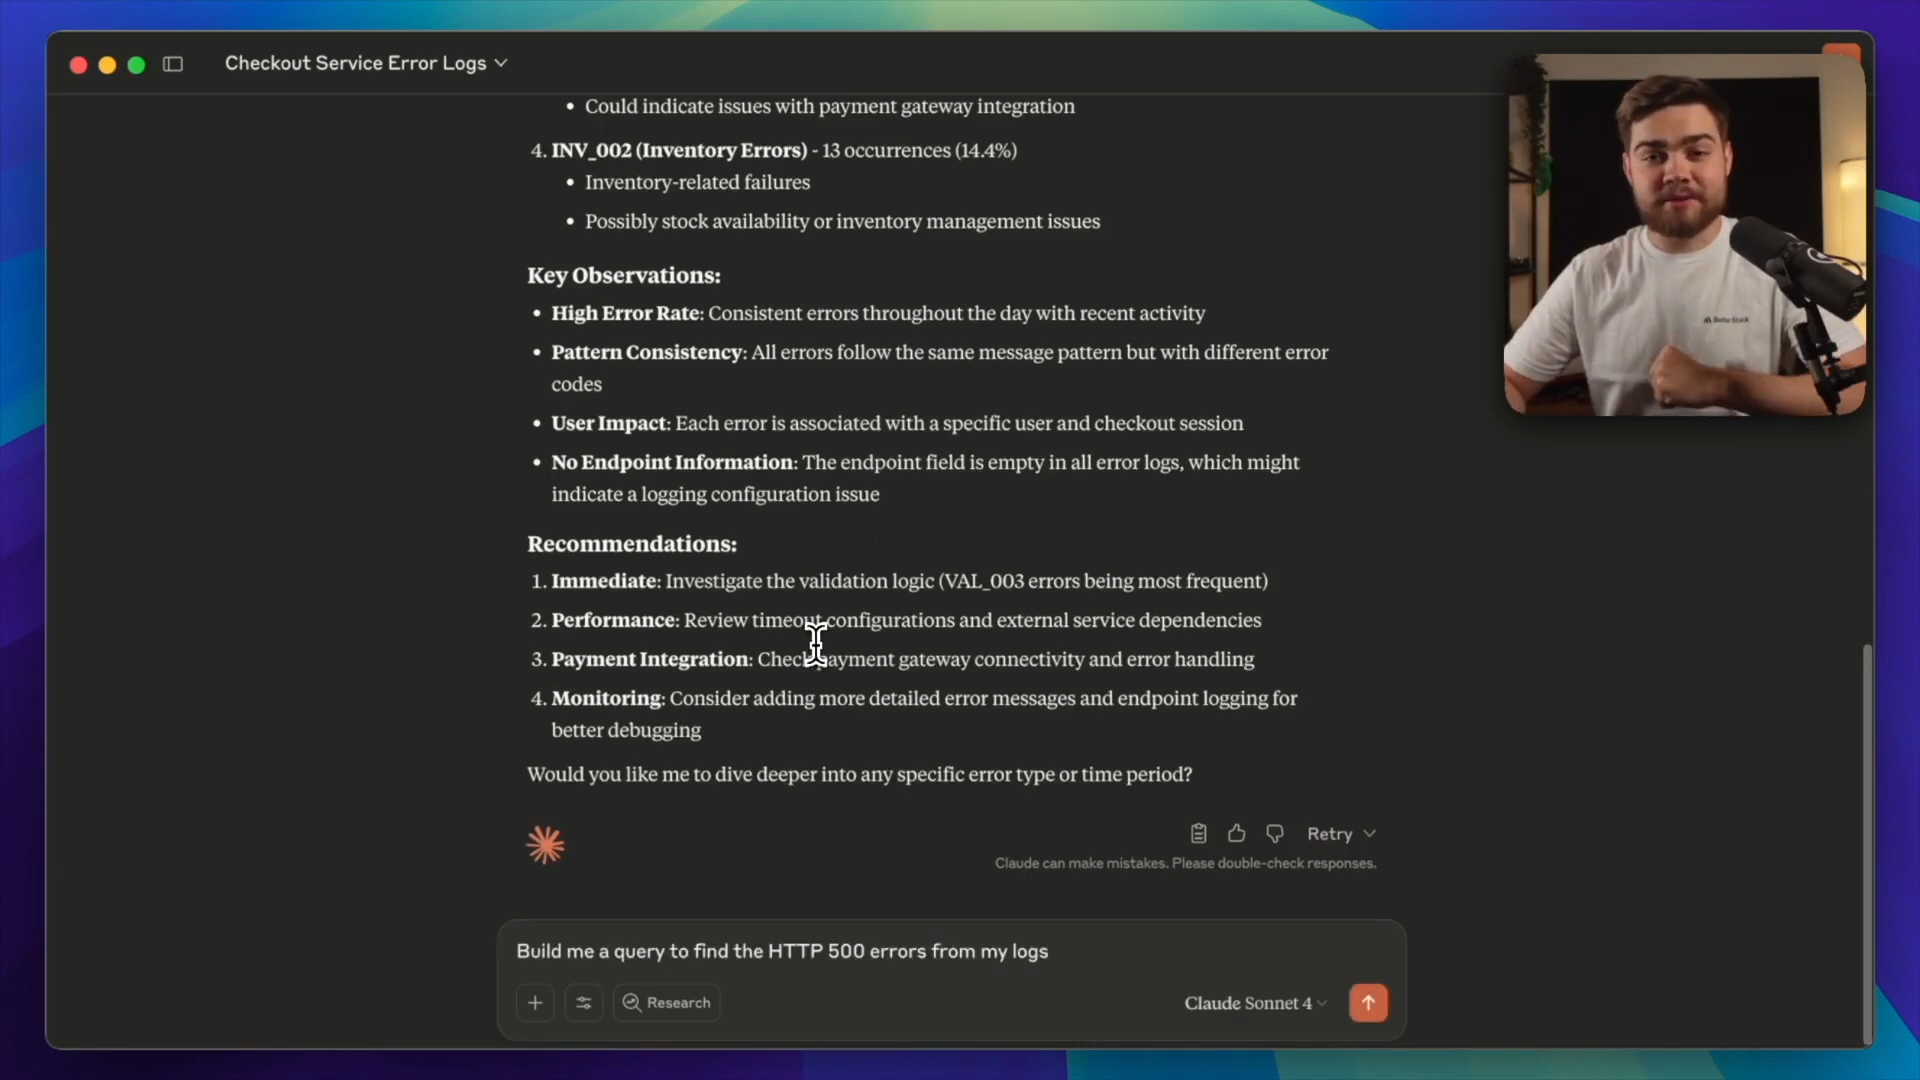 Checkout Service Error Logs
• Could indicate issues with payment gateway integration
4. INV_002 (Inventory Errors) - 13 occurrences (14.4%)
• Inventory-related failures
• Possibly stock availability or inventory management issues
Key Observations:
• High Error Rate: Consistent errors throughout the day with recent activity
• Pattern Consistency: All errors follow the same message pattern but with different error
codes
• User Impact: Each error is associated with a specific user and checkout session
• No Endpoint Information: The endpoint field is empty in all error logs, which might
indicate a logging configuration issue
Recommendations:
1. Immediate: Investigate the validation logic (VAL_003 errors being most frequent)
2. Performance: Review timeout configurations and external service dependencies
3. Payment Integration: Check payment gateway connectivity and error handling
4. Monitoring: Consider adding more detailed error messages and endpoint logging for
better debugging
Would you like me to dive deeper into any specific error type or time period?
Retry
Claude can make mistakes. Please double-check responses.
Build me a query to find the HTTP 500 errors from my logs
Research
Claude Sonnet 4
Better Stack